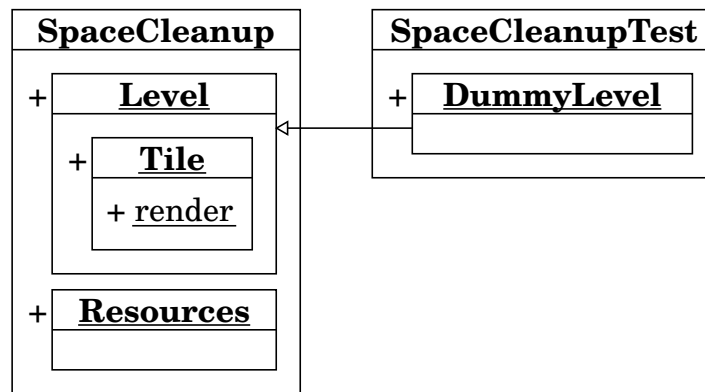 SpaceCleanup
+ Level
+ Tile
+ render
+ Resources
SpaceCleanupTest
+ DummyLevel